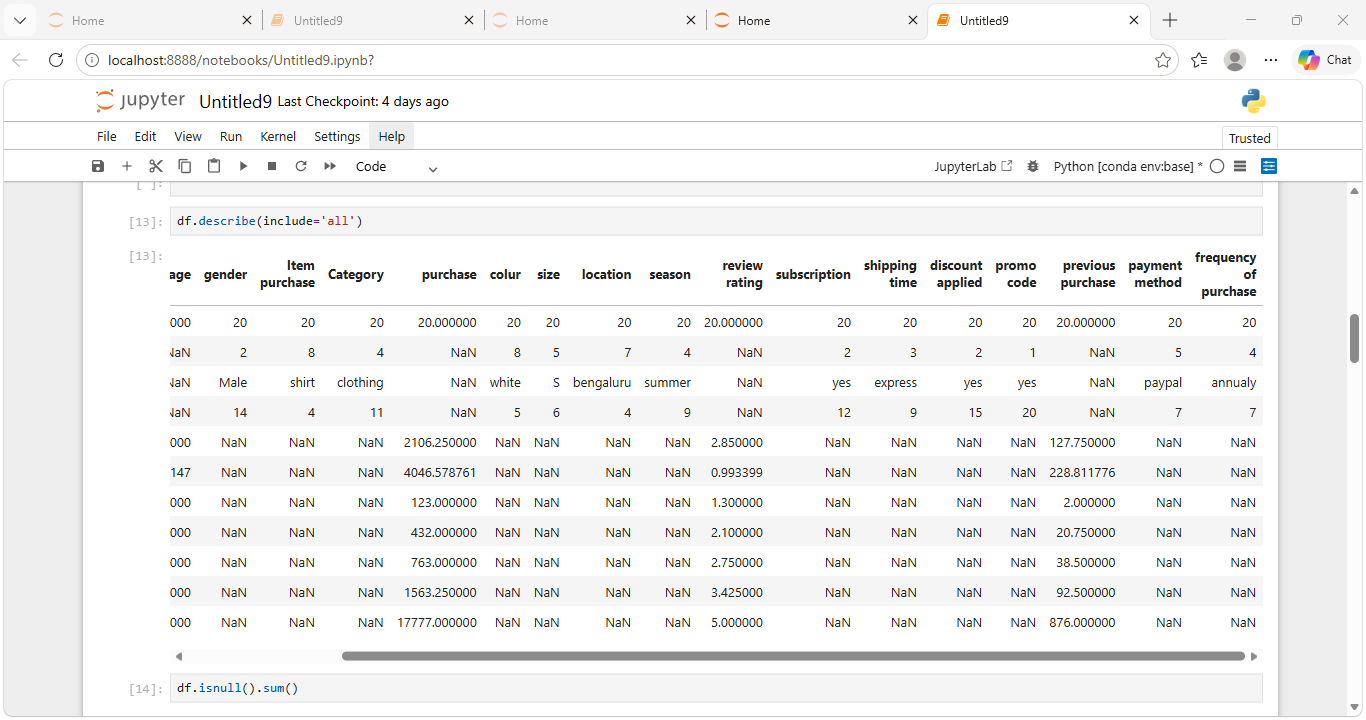 Home
Untitled9
Home
Home
Untitled9
localhost:8888/notebooks/Untitled9.ipynb?
Chat
jupyter Untitled9 Last Checkpoint: 4 days ago
File Edit View Run Kernel Settings Help
Trusted
Code
JupyterLab
Python [conda env:base] *
[ ]:
[13]: df.describe(include='all')
[13]:
age gender Item purchase Category purchase colur size location season review rating subscription shipping time discount applied promo code previous purchase payment method frequency of purchase
000 20 20 20 20.000000 20 20 20 20 20.000000 20 20 20 20 20.000000 20 20
NaN 2 8 4 NaN 8 5 7 4 NaN 2 3 2 1 NaN 5 4
NaN Male shirt clothing NaN white S bengaluru summer NaN yes express yes yes NaN paypal annualy
NaN 14 4 11 NaN 5 6 4 9 NaN 12 9 15 20 NaN 7 7
000 NaN NaN NaN 2106.250000 NaN NaN NaN NaN 2.850000 NaN NaN NaN NaN 127.750000 NaN NaN
147 NaN NaN NaN 4046.578761 NaN NaN NaN NaN 0.993399 NaN NaN NaN NaN 228.811776 NaN NaN
000 NaN NaN NaN 123.000000 NaN NaN NaN NaN 1.300000 NaN NaN NaN NaN 2.000000 NaN NaN
000 NaN NaN NaN 432.000000 NaN NaN NaN NaN 2.100000 NaN NaN NaN NaN 20.750000 NaN NaN
000 NaN NaN NaN 763.000000 NaN NaN NaN NaN 2.750000 NaN NaN NaN NaN 38.500000 NaN NaN
000 NaN NaN NaN 1563.250000 NaN NaN NaN NaN 3.425000 NaN NaN NaN NaN 92.500000 NaN NaN
000 NaN NaN NaN 17777.000000 NaN NaN NaN NaN 5.000000 NaN NaN NaN NaN 876.000000 NaN NaN
[14]: df.isnull().sum()